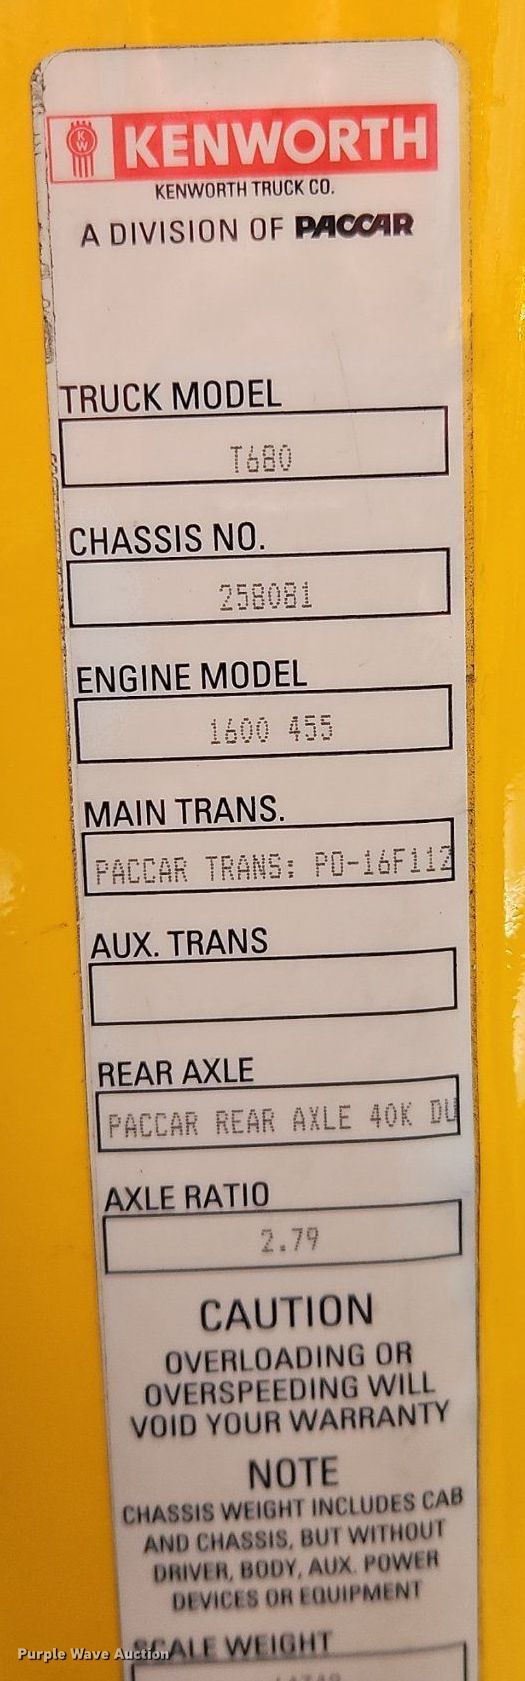 KW KENWORTH
KENWORTH TRUCK CO.
A DIVISION OF PACCAR
TRUCK MODEL
T680
CHASSIS NO.
258081
ENGINE MODEL
1600 455
MAIN TRANS.
PACCAR TRANS: PO-16F112
AUX. TRANS
REAR AXLE
PACCAR REAR AXLE 40K DU
AXLE RATIO
2.79
CAUTION
OVERLOADING OR
OVERSPEEDING WILL
VOID YOUR WARRANTY
NOTE
CHASSIS WEIGHT INCLUDES CAB
AND CHASSIS, BUT WITHOUT
DRIVER, BODY, AUX. POWER
DEVICES OR EQUIPMENT
SCALE WEIGHT
Purple Wave Auction